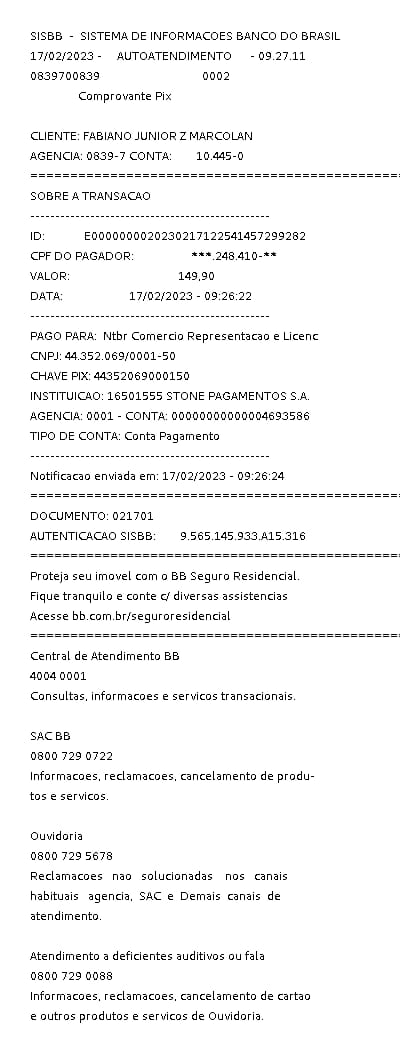 SISBB - SISTEMA DE INFORMACOES BANCO DO BRASIL
17/02/2023 - AUTOATENDIMENTO - 09.27.11
0839700839 0002
Comprovante Pix
CLIENTE: FABIANO JUNIOR Z MARCOLAN
AGENCIA: 0839-7 CONTA: 10.445-0
==================================================
SOBRE A TRANSACAO
------------------------------------------------
ID: E0000000020230217122541457299282
CPF DO PAGADOR: ***.248.410-**
VALOR: 149,90
DATA: 17/02/2023 - 09:26:22
------------------------------------------------
PAGO PARA: Ntbr Comercio Representacao e Licenc
CNPJ: 44.352.069/0001-50
CHAVE PIX: 44352069000150
INSTITUICAO: 16501555 STONE PAGAMENTOS S.A.
AGENCIA: 0001 - CONTA: 00000000000004693586
TIPO DE CONTA: Conta Pagamento
------------------------------------------------
Notificacao enviada em: 17/02/2023 - 09:26:24
==================================================
DOCUMENTO: 021701
AUTENTICACAO SISBB: 9.565.145.933.A15.316
==================================================
Proteja seu imovel com o BB Seguro Residencial.
Fique tranquilo e conte c/ diversas assistencias
Acesse bb.com.br/seguroresidencial
==================================================
Central de Atendimento BB
4004 0001
Consultas, informacoes e servicos transacionais.
SAC BB
0800 729 0722
Informacoes, reclamacoes, cancelamento de produ-
tos e servicos.
Ouvidoria
0800 729 5678
Reclamacoes nao solucionadas nos canais
habituais agencia, SAC e Demais canais de
atendimento.
Atendimento a deficientes auditivos ou fala
0800 729 0088
Informacoes, reclamacoes, cancelamento de cartao
e outros produtos e servicos de Ouvidoria.